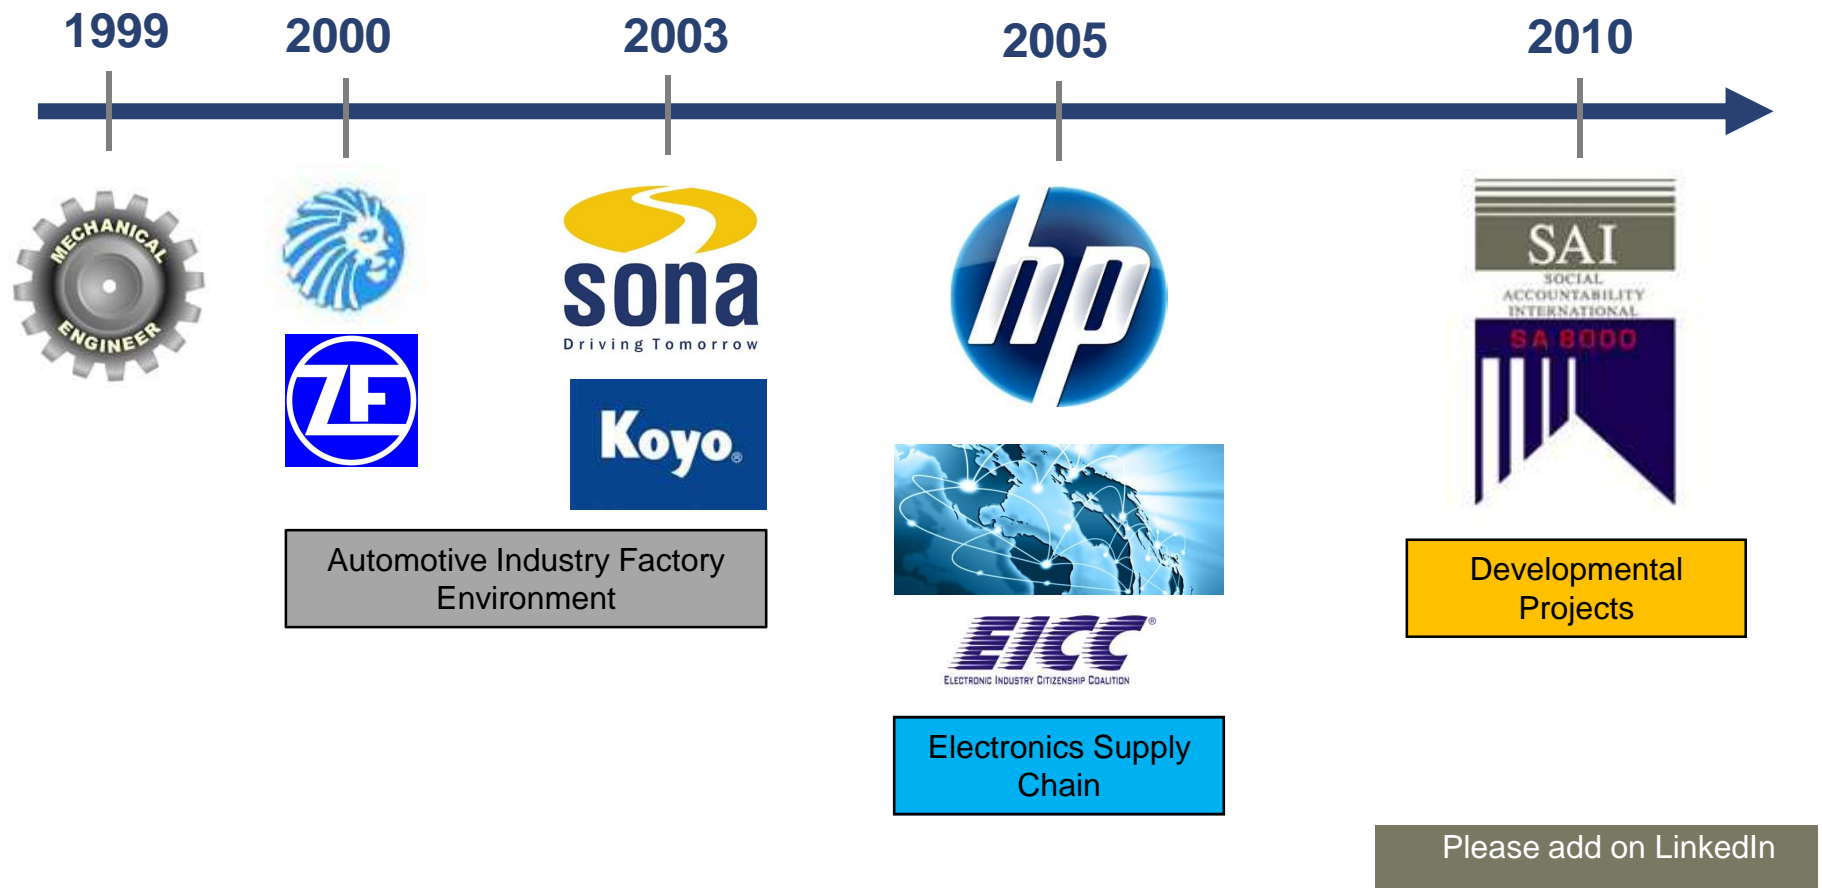 1999
2000
2003
2005
2010
MECHANICAL
ENGINEER
ZF
sona
Driving Tomorrow
Koyo®
Automotive Industry Factory
Environment
hp
EICC®
ELECTRONIC INDUSTRY CITIZENSHIP COALITION
Electronics Supply
Chain
SAI
SOCIAL
ACCOUNTABILITY
INTERNATIONAL
SA 8000
Developmental
Projects
Please add on LinkedIn